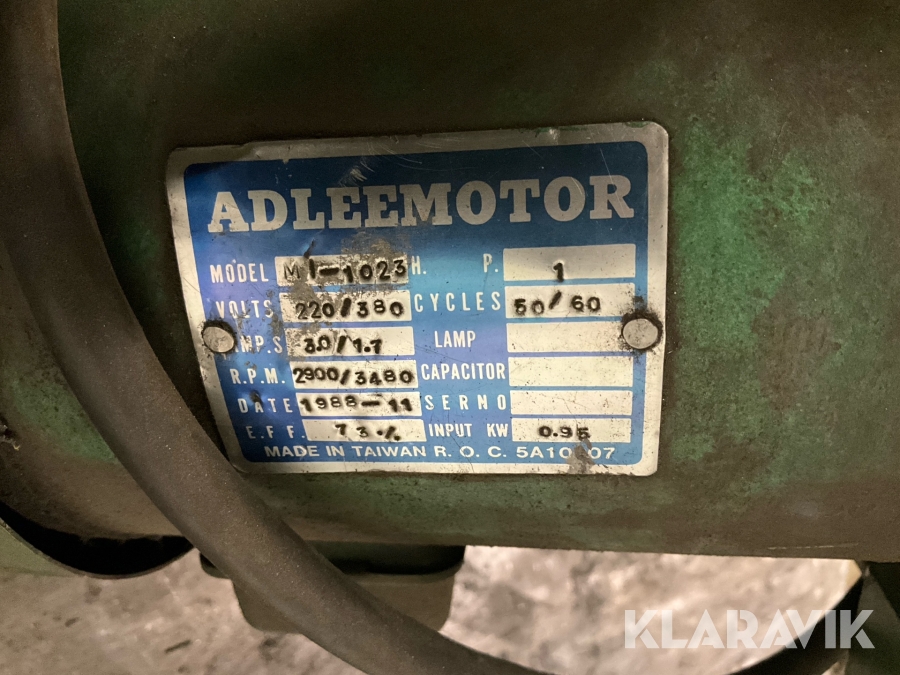 ADLEEMOTOR
MODEL M1-1023 H. P. 1
VOLTS 220/380 CYCLES 50/60
AMP.S 3.0/1.7 LAMP
R.P.M. 2900/3480 CAPACITOR
DATE 1988-11 SERNO
E.FF. 73.% INPUT KW 0.95
MADE IN TAIWAN R. O. C.
KLARAVIK